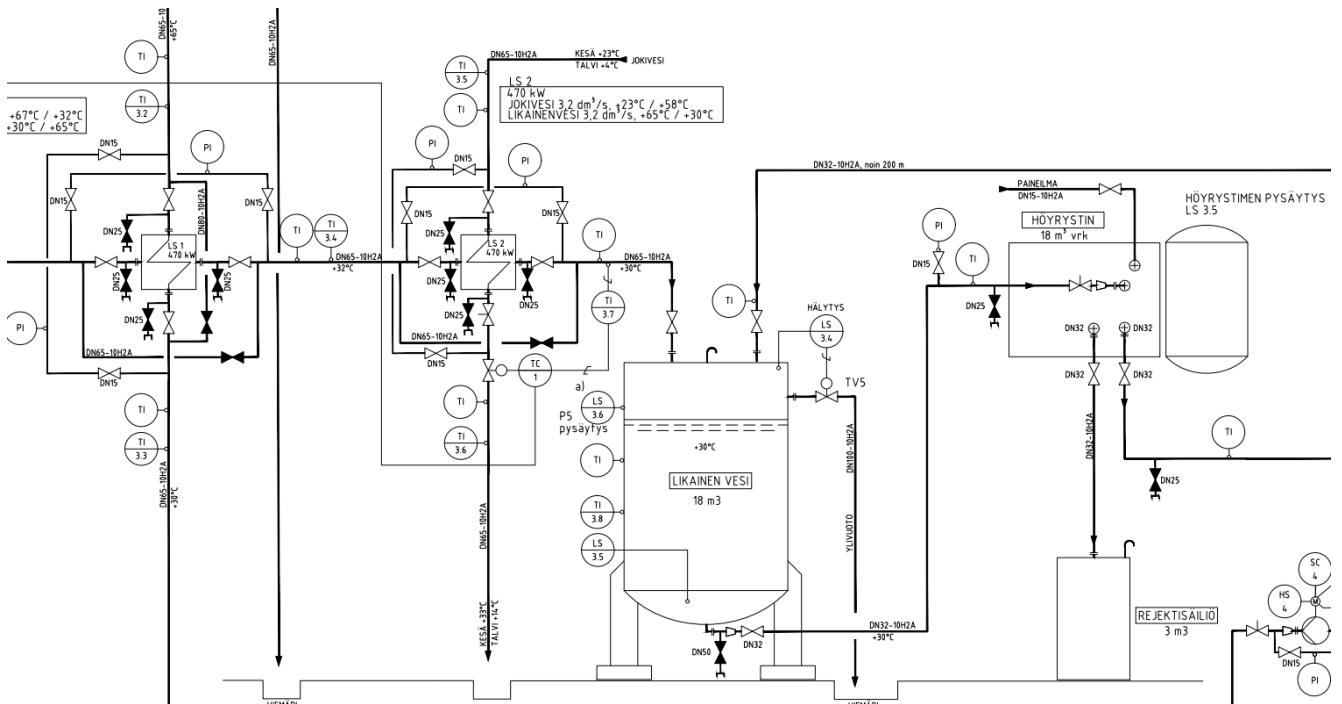 DN65-10
+65°C
DN65-10H2A
TI
TI
3.2
+67°C / +32°C
+30°C / +65°C
DN15
PI
DN15
DN15
DN80-10H2A
DN25
LS 1
470 kW
DN25
DN25
DN25
PI
DN65-10H2A
DN15
TI
TI
3.3
DN65-10H2A
+30°C
TI
TI
3.4
DN65-10H2A
+32°C
DN65-10H2A
KESÄ +23°C
TALVI +4°C
JOKIVESI
TI
3.5
TI
LS 2
470 kW
JOKIVESI 3,2 dm³/s, +23°C / +58°C
LIKAINENVESI 3,2 dm³/s, +65°C / +30°C
PI
DN15
PI
DN15
DN15
DN25
LS 2
470 kW
DN25
DN25
DN25
TI
DN65-10H2A
+30°C
TI
3.7
DN65-10H2A
DN15
TC
1
a)
TI
TI
3.6
DN65-10H2A
KESÄ +33°C
TALVI +14°C
VIEMÄRI
DN32-10H2A, noin 200 m
TI
HÄLYTYS
LS
3.4
TV5
LS
3.6
P5
pysäytys
+30°C
TI
LIKAINEN VESI
18 m3
TI
3.8
LS
3.5
DN100-10H2A
YLIVUOTO
DN50
DN32
DN32-10H2A
+30°C
VIEMÄRI
PAINEILMA
DN15-10H2A
HÖYRYSTIN
18 m³ vrk
HÖYRYSTIMEN PYSÄYTYS
LS 3.5
PI
DN15
TI
DN25
DN32
DN32
DN32
DN32
DN32-10H2A
TI
DN25
REJEKTISÄILIÖ
3 m3
SC
4
HS
4
M
DN15
PI